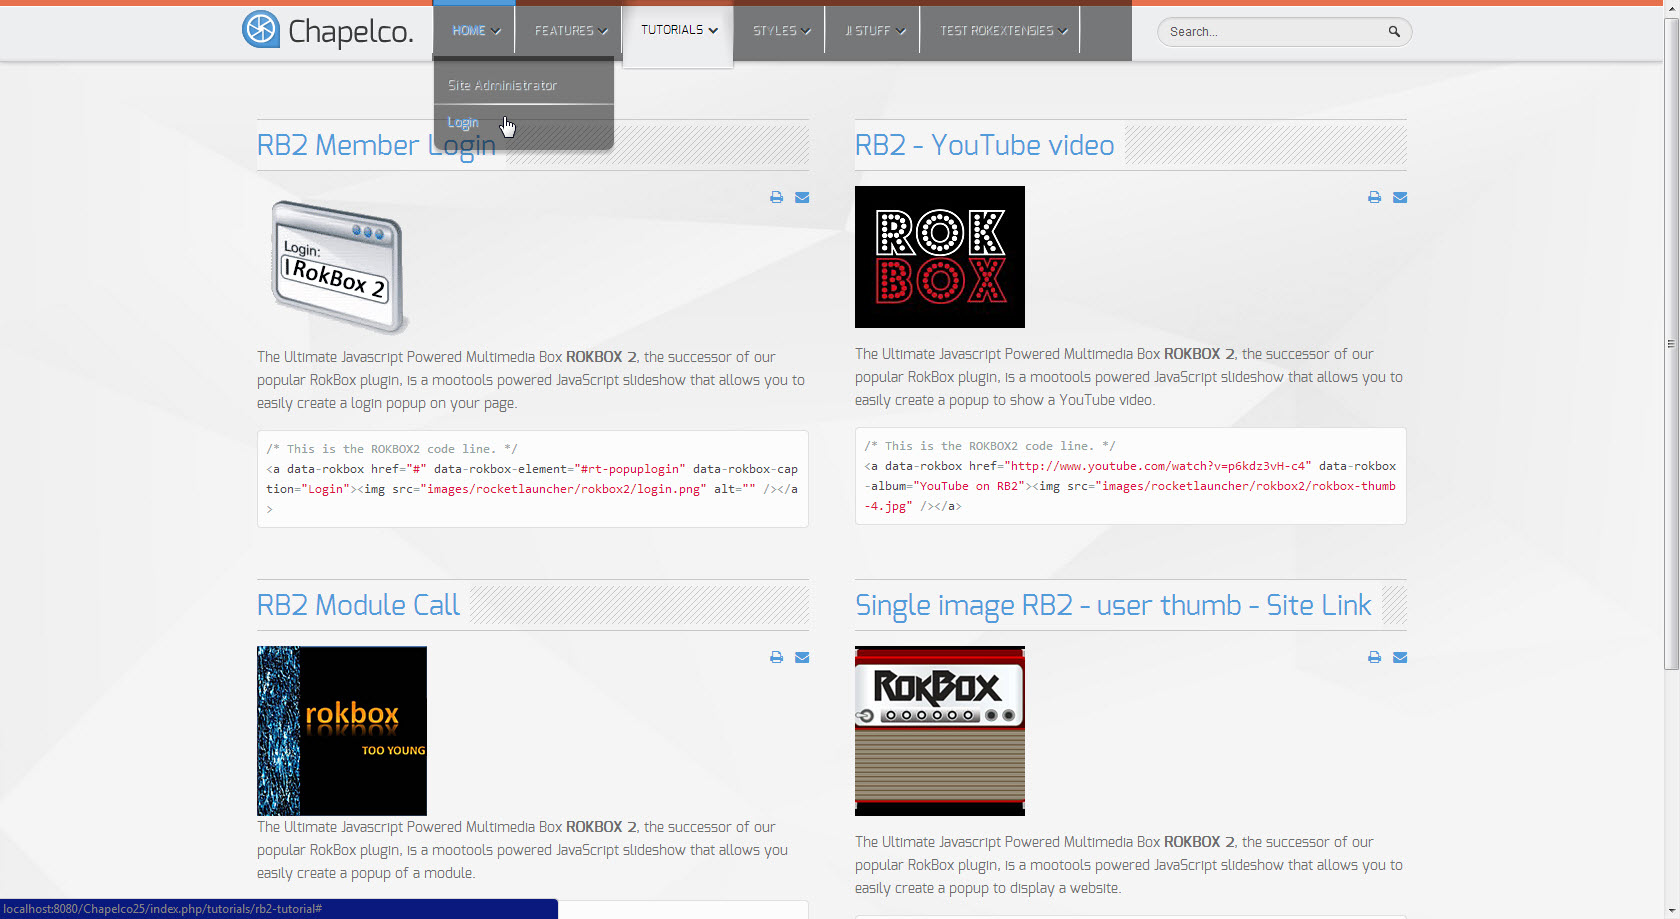 Chapelco.
HOME
FEATURES
TUTORIALS
STYLES
JI STUFF
TEST ROKEXTENSIES
Search...
Site Administrator
Login
RB2 Member Login
Login:
RokBox 2
The Ultimate Javascript Powered Multimedia Box ROKBOX 2, the successor of our
popular RokBox plugin, is a mootools powered JavaScript slideshow that allows you to
easily create a login popup on your page.
/* This is the ROKBOX2 code line. */
<a data-rokbox href="#" data-rokbox-element="#rt-popuplogin" data-rokbox-cap
tion="Login"><img src="images/rocketlauncher/rokbox2/login.png" alt="" /></a
>
RB2 - YouTube video
ROK
BOX
The Ultimate Javascript Powered Multimedia Box ROKBOX 2, the successor of our
popular RokBox plugin, is a mootools powered JavaScript slideshow that allows you to
easily create a popup to show a YouTube video.
/* This is the ROKBOX2 code line. */
<a data-rokbox href="http://www.youtube.com/watch?v=p6kdz3vH-c4" data-rokbox
-album="YouTube on RB2"><img src="images/rocketlauncher/rokbox2/rokbox-thumb
-4.jpg" /></a>
RB2 Module Call
rokbox
TOO YOUNG
The Ultimate Javascript Powered Multimedia Box ROKBOX 2, the successor of our
popular RokBox plugin, is a mootools powered JavaScript slideshow that allows you
easily create a popup of a module.
Single image RB2 - user thumb - Site Link
ROKBOX
The Ultimate Javascript Powered Multimedia Box ROKBOX 2, the successor of our
popular RokBox plugin, is a mootools powered JavaScript slideshow that allows you to
easily create a popup to display a website.
localhost:8080/Chapelco25/index.php/tutorials/rb2-tutorial#